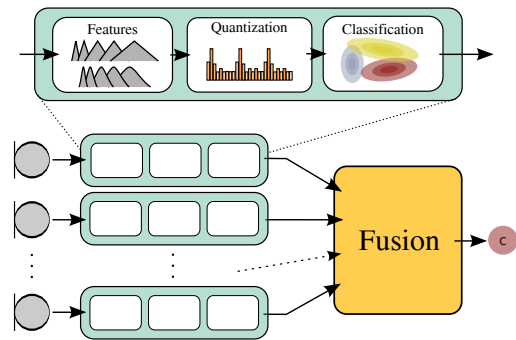 Features
Quantization
Classification
Fusion
C